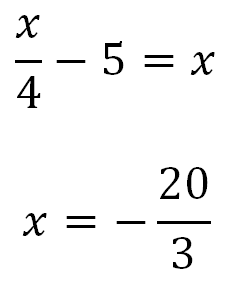 x/4 − 5 = x
x = − 20/3